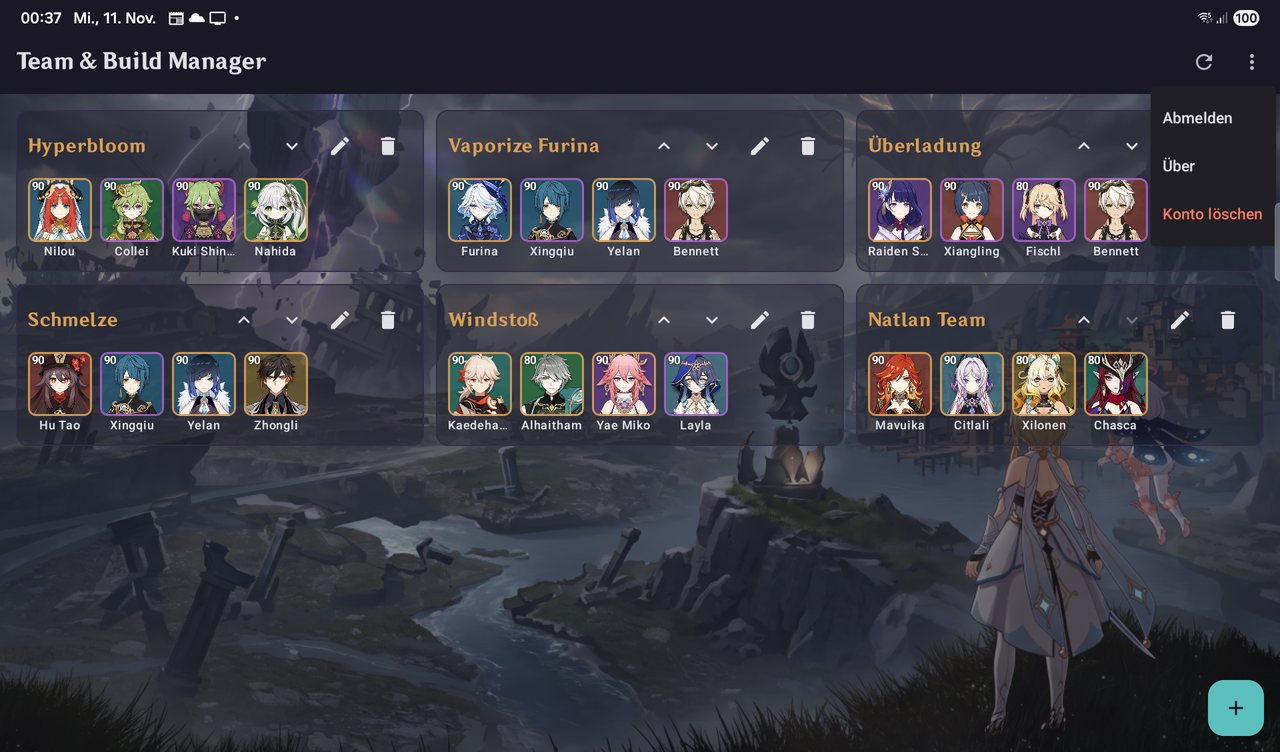 00:37 Mi., 11. Nov. 100
Team & Build Manager
Abmelden
Über
Konto löschen
Hyperbloom
90 90 90 90
Nilou Collei Kuki Shin... Nahida
Vaporize Furina
90 90 90 90
Furina Xingqiu Yelan Bennett
Überladung
90 90 80 90
Raiden S... Xiangling Fischl Bennett
Schmelze
90 90 90 90
Hu Tao Xingqiu Yelan Zhongli
Windstoß
90 80 90 90
Kaedeha... Alhaitham Yae Miko Layla
Natlan Team
90 90 80 80
Mavuika Citlali Xilonen Chasca